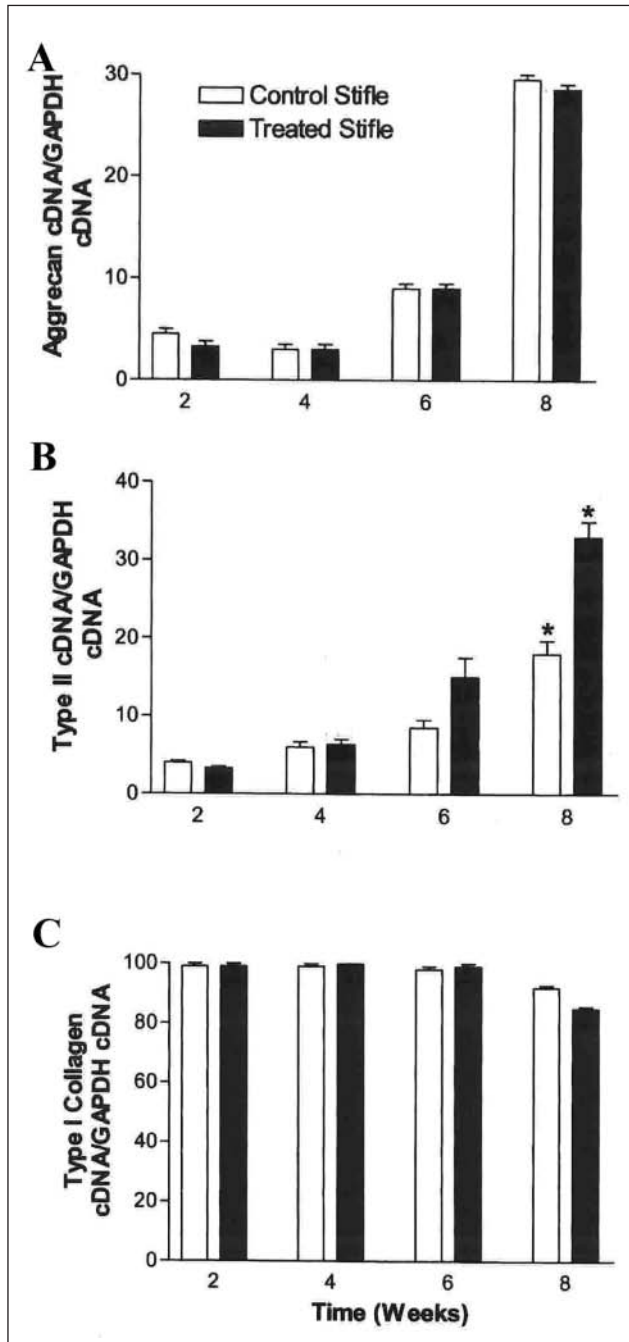 A
Aggrecan cDNA/GAPDH
cDNA
30
20
10
0
Control Stifle
Treated Stifle
2 4 6 8
B
Type II cDNA/GAPDH
cDNA
40
30
20
10
0
* *
2 4 6 8
C
Type I Collagen
cDNA/GAPDH cDNA
100
80
60
40
20
0
2 4 6 8
Time (Weeks)